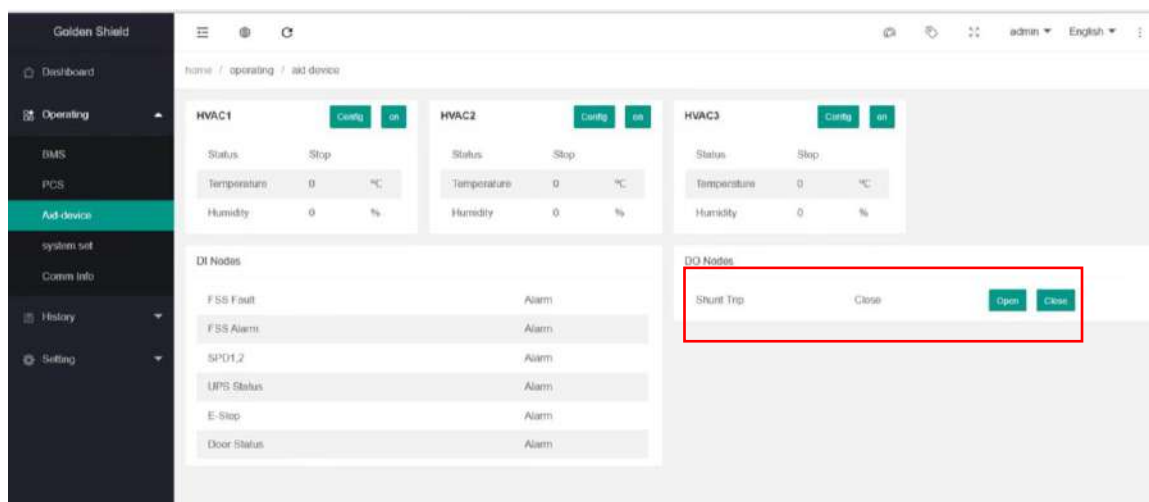 Golden Shield
admin English
Dashboard
home / operating / aid device
Operating
BMS
PCS
Aid-device
system set
Comm Info
History
Setting
HVAC1 Config on
Status Stop
Temperature 0 ℃
Humidity 0 %
HVAC2 Config on
Status Stop
Temperature 0 ℃
Humidity 0 %
HVAC3 Config on
Status Stop
Temperature 0 ℃
Humidity 0 %
DI Nodes
FSS Fault Alarm
FSS Alarm Alarm
SPD1,2 Alarm
UPS Status Alarm
E-Stop Alarm
Door Status Alarm
DO Nodes
Shunt Trip Close Open Close